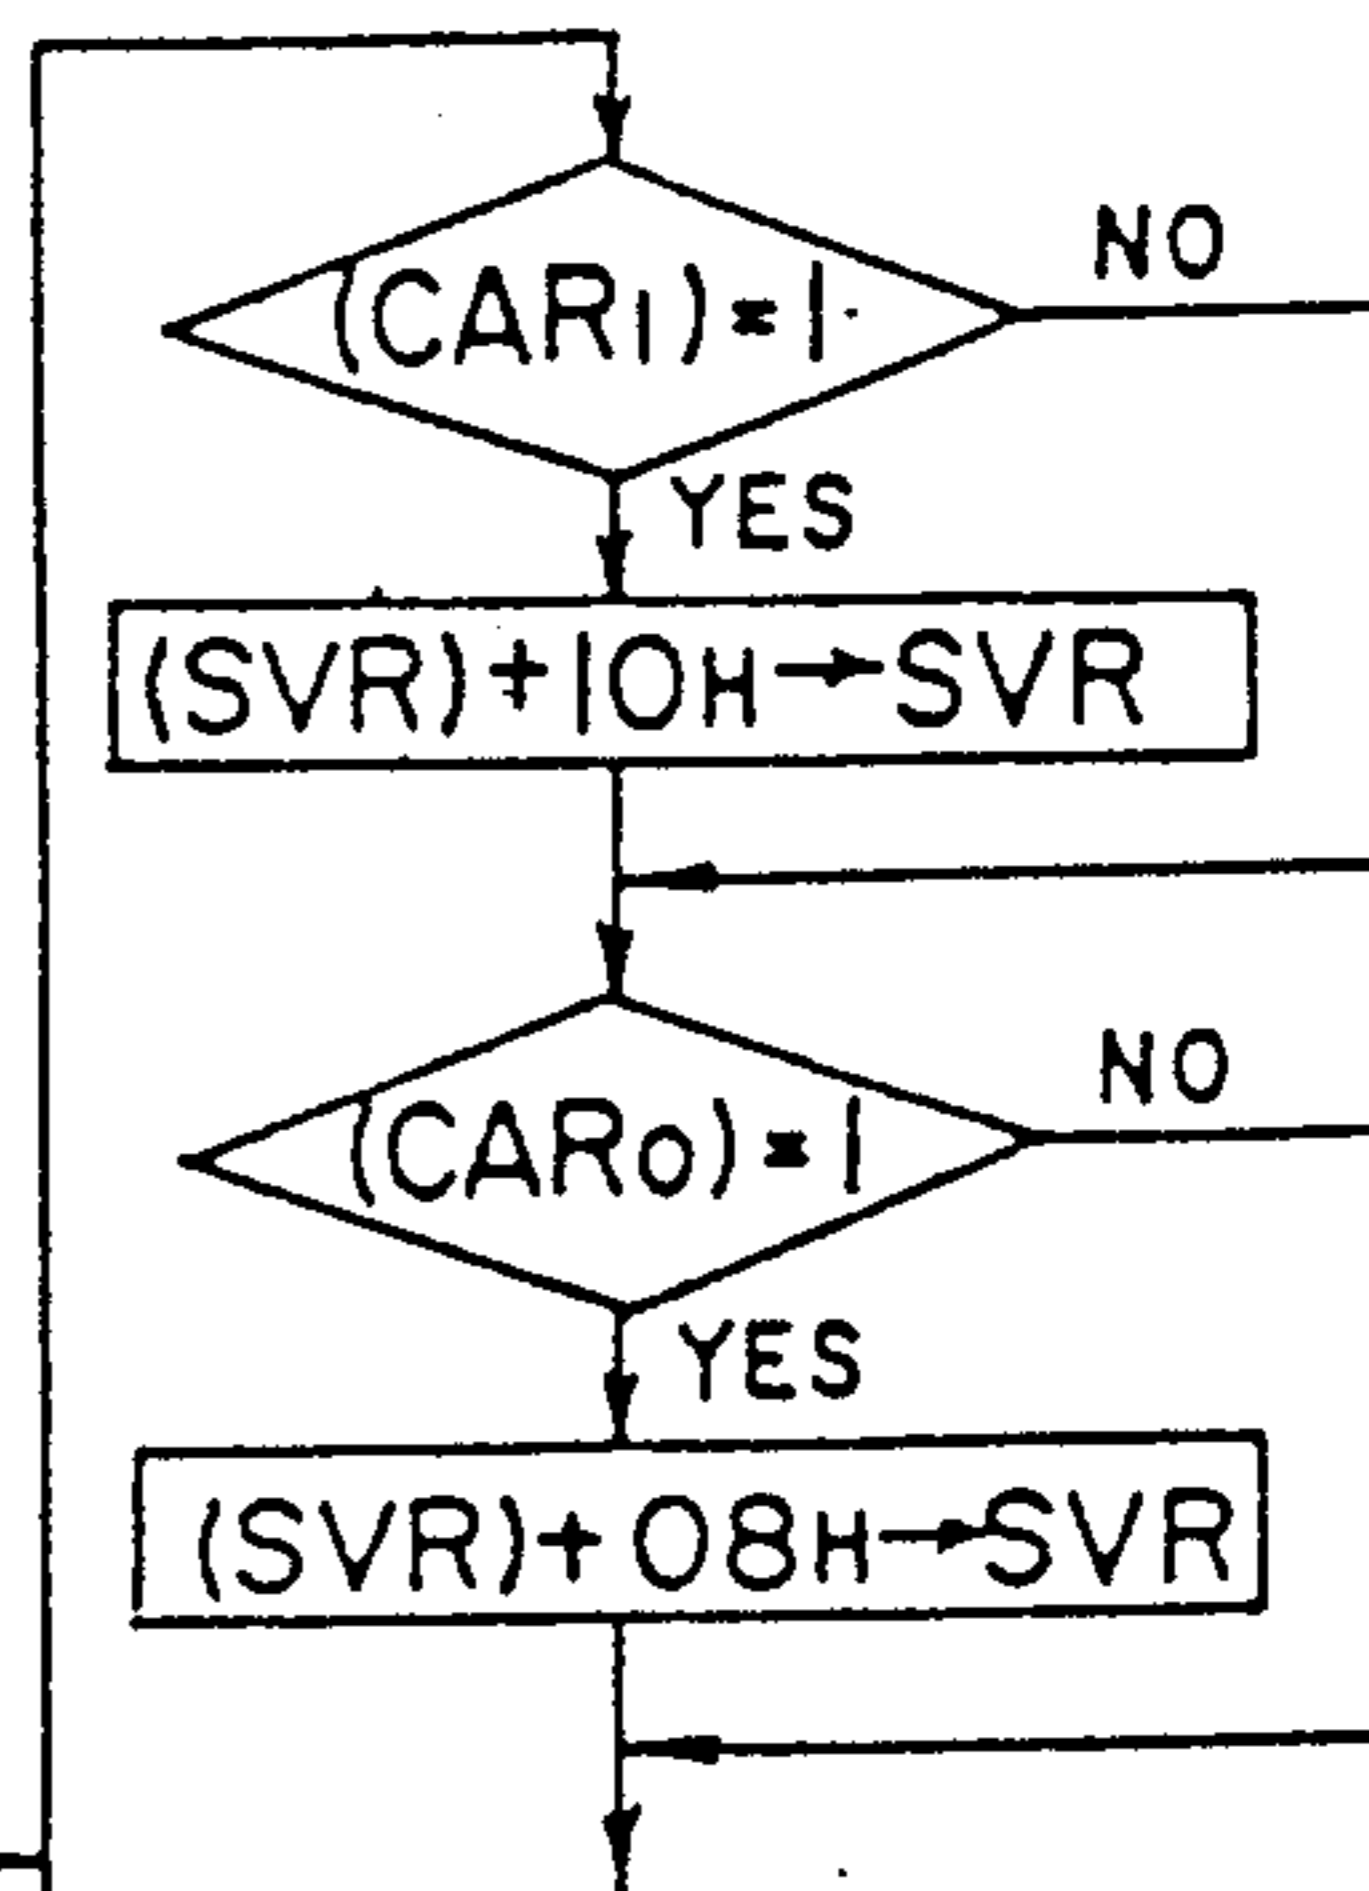 NO
(CAR1)=1
YES
(SVR)+10H→SVR
NO
(CAR0)=1
YES
(SVR)+08H→SVR